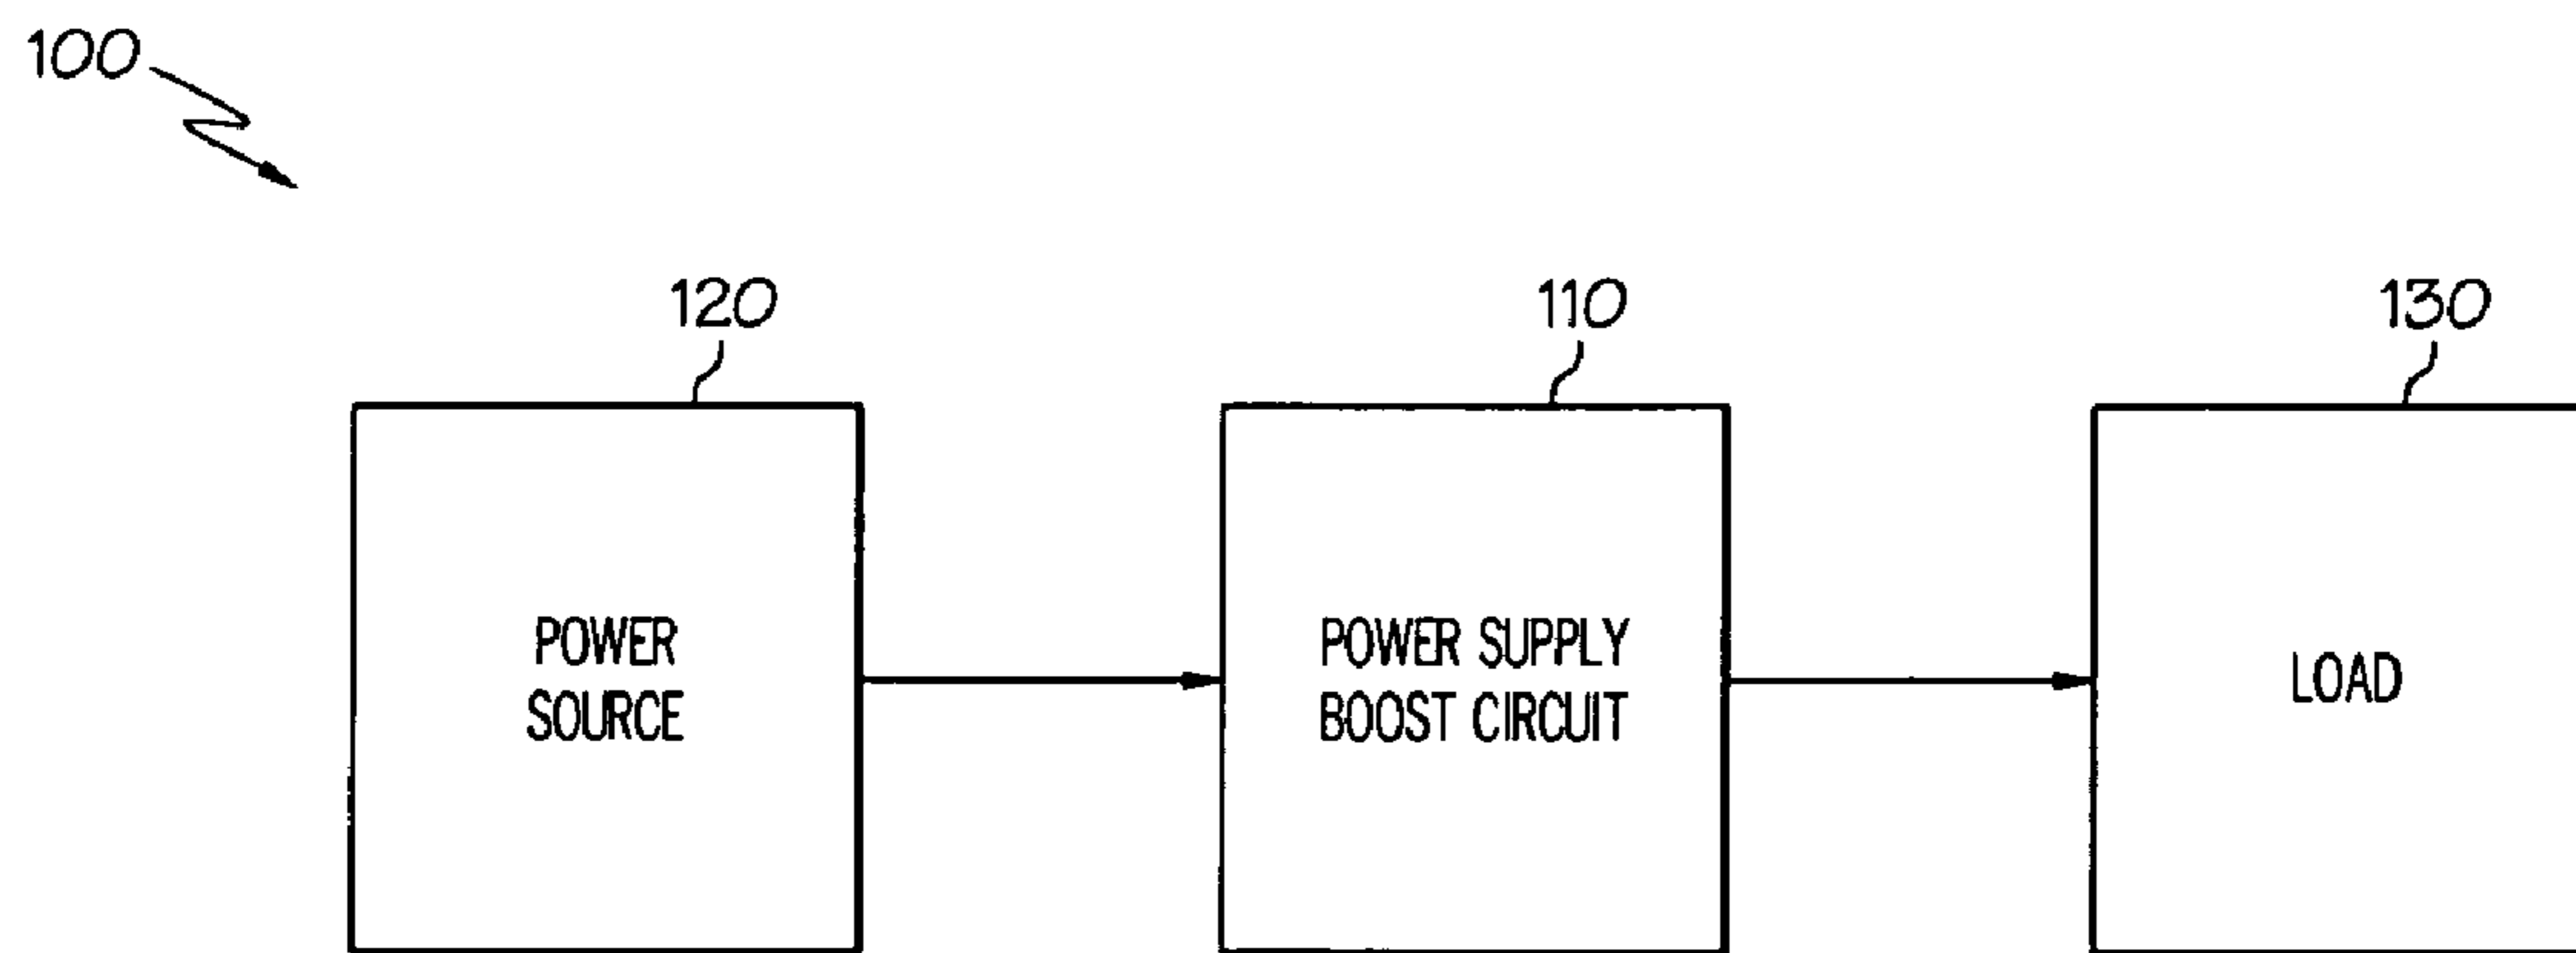 100
120
110
130
POWER
SOURCE
POWER SUPPLY
BOOST CIRCUIT
LOAD